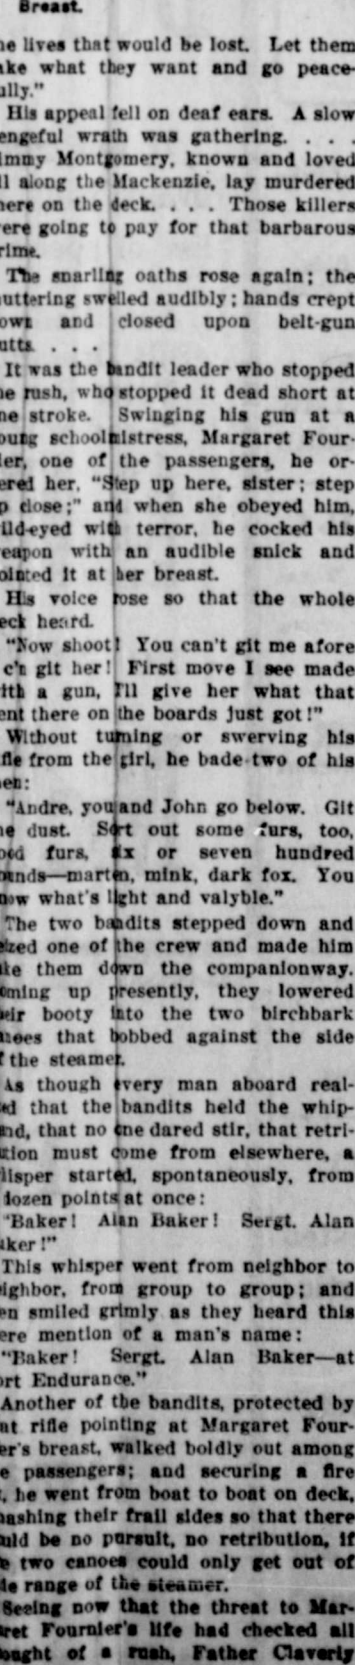 Breast.
he lives that would be lost. Let them
ake what they want and go peace-
ully."
His appeal fell on deaf ears. A slow
engeful wrath was gathering. . . .
immy Montgomery, known and loved
ll along the Mackenzie, lay murdered
here on the deck. . . . Those killers
ere going to pay for that barbarous
rime.
The snarling oaths rose again; the
uttering swelled audibly; hands crept
own and closed upon belt-gun
utts. . . .
It was the bandit leader who stopped
he rush, who stopped it dead short at
ne stroke. Swinging his gun at a
oung schoolmistress, Margaret Four-
ier, one of the passengers, he or-
ered her, "Step up here, sister; step
p close;" and when she obeyed him,
ild-eyed with terror, he cocked his
eapon with an audible snick and
ointed it at her breast.
His voice rose so that the whole
eck heard.
"Now shoot! You can't git me afore
c'n git her! First move I see made
ith a gun, I'll give her what that
ent there on the boards just got!"
Without turning or swerving his
fle from the girl, he bade two of his
en:
"Andre, you and John go below. Git
he dust. Sort out some furs, too,
ood furs, six or seven hundred
ounds—marten, mink, dark fox. You
now what's light and valyble."
The two bandits stepped down and
eized one of the crew and made him
ke them down the companionway.
oming up presently, they lowered
eir booty into the two birchbark
noes that bobbed against the side
f the steamer.
As though every man aboard real-
ed that the bandits held the whip-
and, that no one dared stir, that retri-
ution must come from elsewhere, a
hisper started, spontaneously, from
dozen points at once:
"Baker! Alan Baker! Sergt. Alan
aker!"
This whisper went from neighbor to
eighbor, from group to group; and
en smiled grimly as they heard this
ere mention of a man's name:
"Baker! Sergt. Alan Baker—at
ort Endurance."
Another of the bandits, protected by
at rifle pointing at Margaret Four-
er's breast, walked boldly out among
e passengers; and securing a fire
, he went from boat to boat on deck,
mashing their frail sides so that there
uld be no pursuit, no retribution, if
e two canoes could only get out of
le range of the steamer.
Seeing now that the threat to Mar-
ret Fournier's life had checked all
ought of a rush, Father Claverly